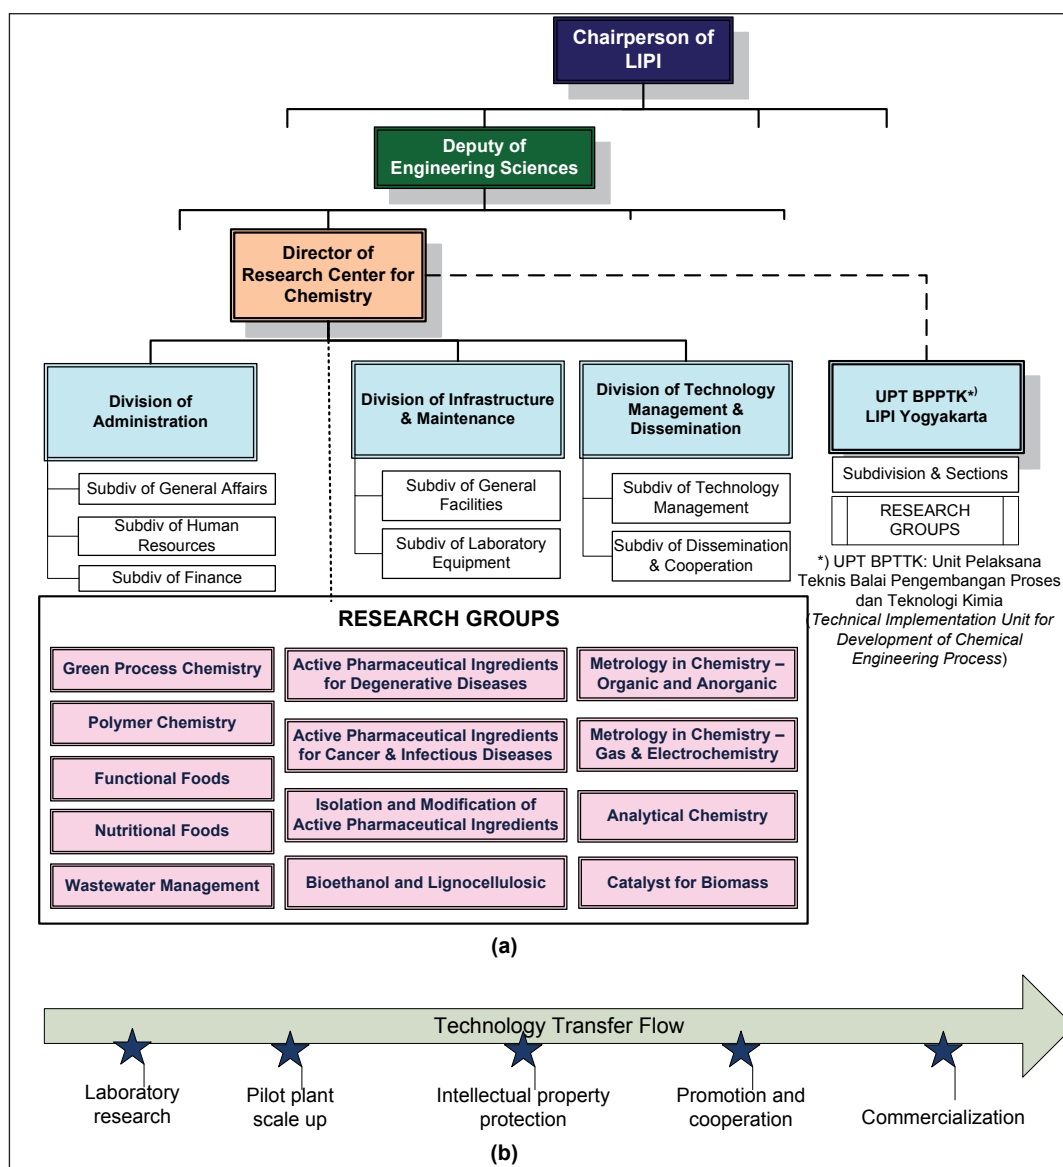 Chairperson of
LIPI
Deputy of
Engineering Sciences
Director of
Research Center for
Chemistry
Division of
Administration
Subdiv of General Affairs
Subdiv of Human
Resources
Subdiv of Finance
Division of Infrastructure
& Maintenance
Subdiv of General
Facilities
Subdiv of Laboratory
Equipment
Division of Technology
Management &
Dissemination
Subdiv of Technology
Management
Subdiv of Dissemination
& Cooperation
UPT BPPTK*)
LIPI Yogyakarta
Subdivision & Sections
RESEARCH
GROUPS
*) UPT BPTTK: Unit Pelaksana
Teknis Balai Pengembangan Proses
dan Teknologi Kimia
(Technical Implementation Unit for
Development of Chemical
Engineering Process)
RESEARCH GROUPS
Green Process Chemistry
Polymer Chemistry
Functional Foods
Nutritional Foods
Wastewater Management
Active Pharmaceutical Ingredients
for Degenerative Diseases
Active Pharmaceutical Ingredients
for Cancer & Infectious Diseases
Isolation and Modification of
Active Pharmaceutical Ingredients
Bioethanol and Lignocellulosic
Metrology in Chemistry –
Organic and Anorganic
Metrology in Chemistry –
Gas & Electrochemistry
Analytical Chemistry
Catalyst for Biomass
(a)
Technology Transfer Flow
Laboratory
research
Pilot plant
scale up
Intellectual property
protection
Promotion and
cooperation
Commercialization
(b)